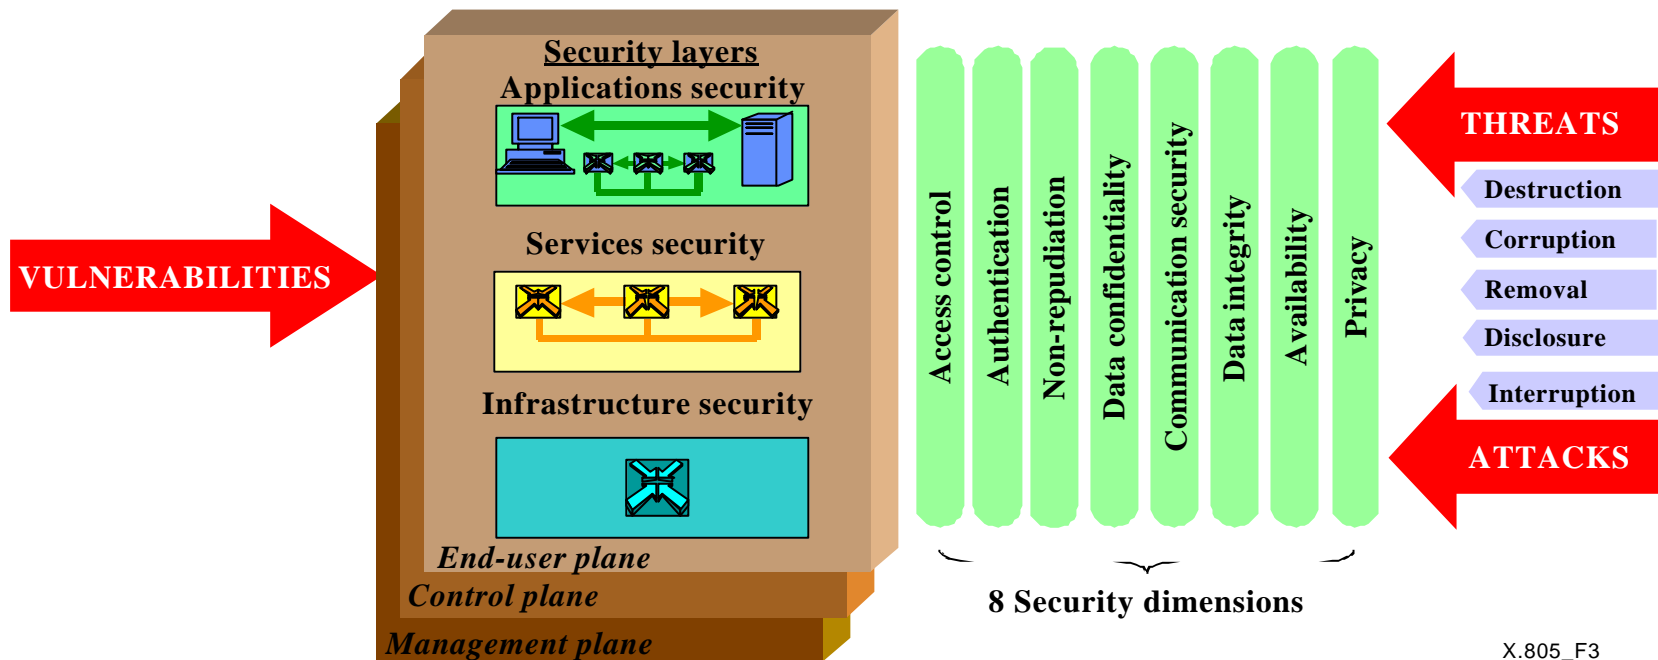 VULNERABILITIES
Security layers
Applications security
Services security
Infrastructure security
End-user plane
Control plane
Management plane
Access control
Authentication
Non-repudiation
Data confidentiality
Communication security
Data integrity
Availability
Privacy
8 Security dimensions
THREATS
Destruction
Corruption
Removal
Disclosure
Interruption
ATTACKS
X.805_F3